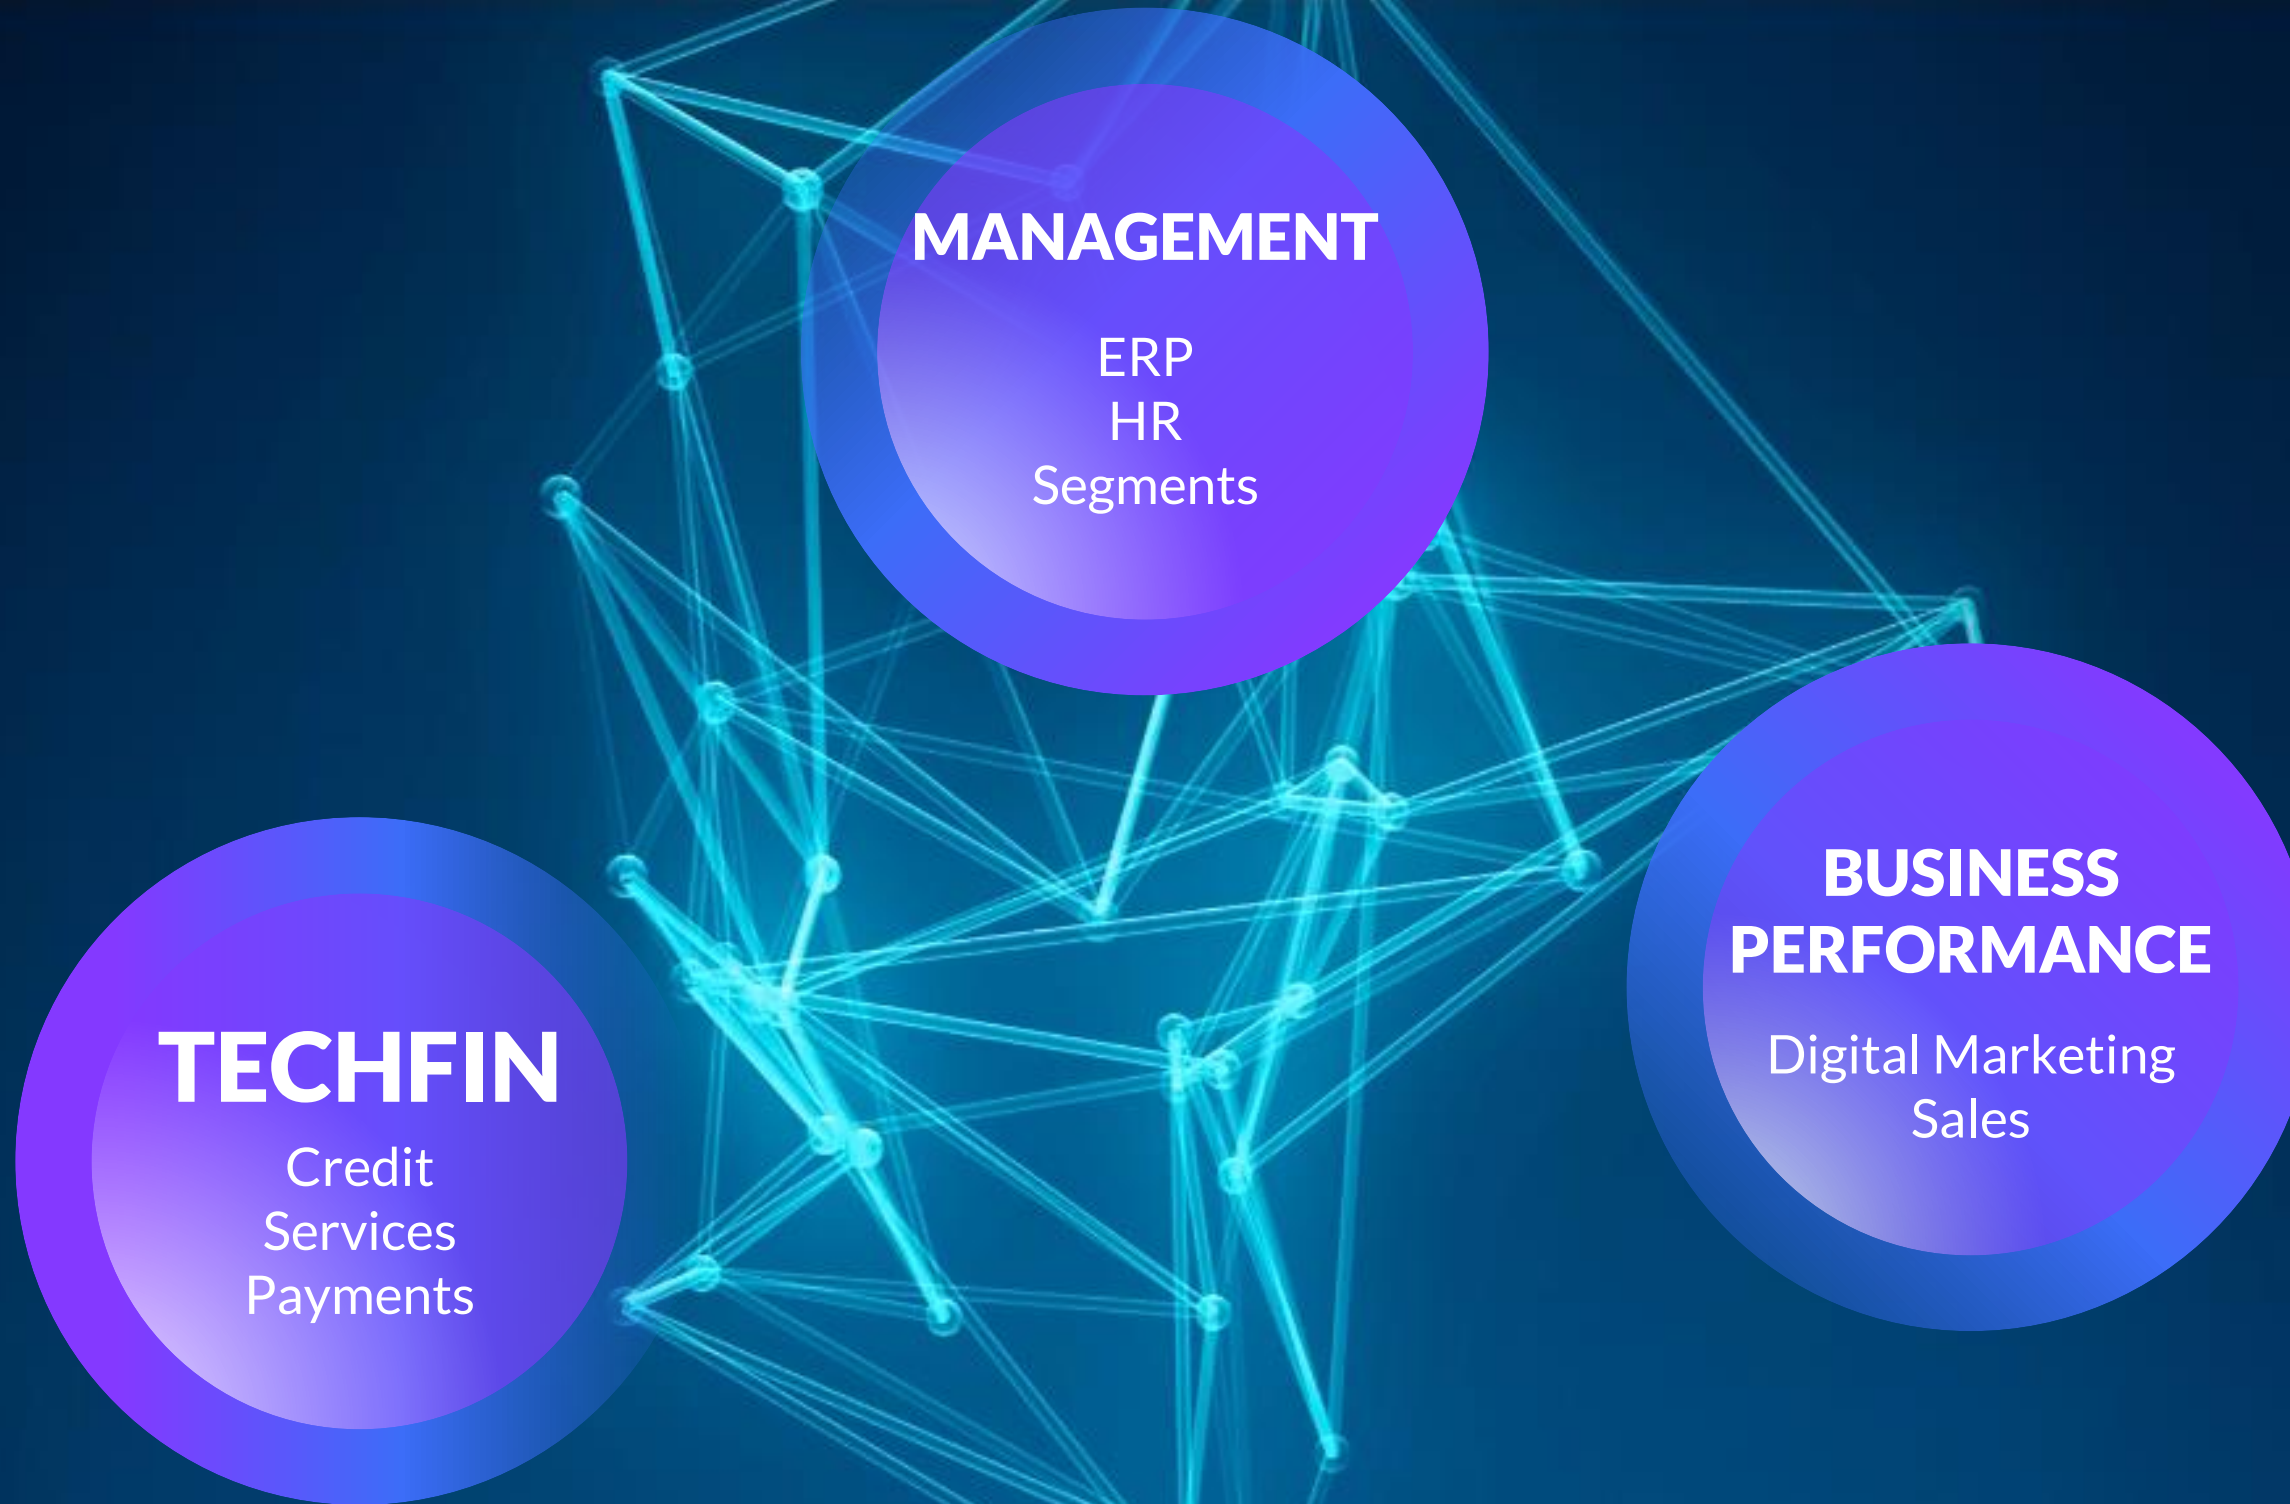 MANAGEMENT
ERP
HR
Segments
BUSINESS
PERFORMANCE
Digital Marketing
Sales
TECHFIN
Credit
Services
Payments